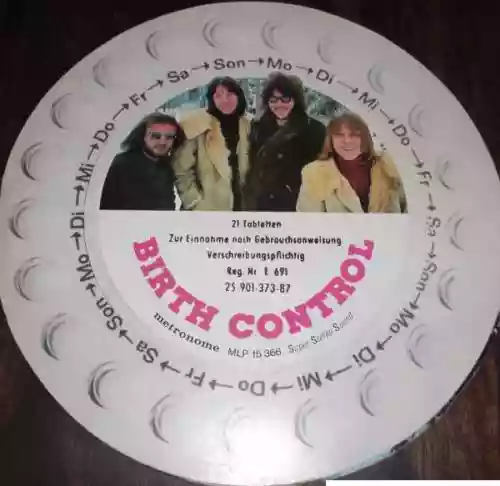 Son→Mo→Di→Mi→Do→Fr→Sa→Son→Mo→Di→Mi→Do→Fr→Sa→Son→Mo→Di→Mi→Do→Fr→Sa→
21 Tabletten
Zur Einnahme nach Gebrauchsanweisung
Verschreibungspflichtig
Reg. Nr E 691
25 901-373-87
BIRTH CONTROL
metronome MLP 15 366 Super Stereo Sound